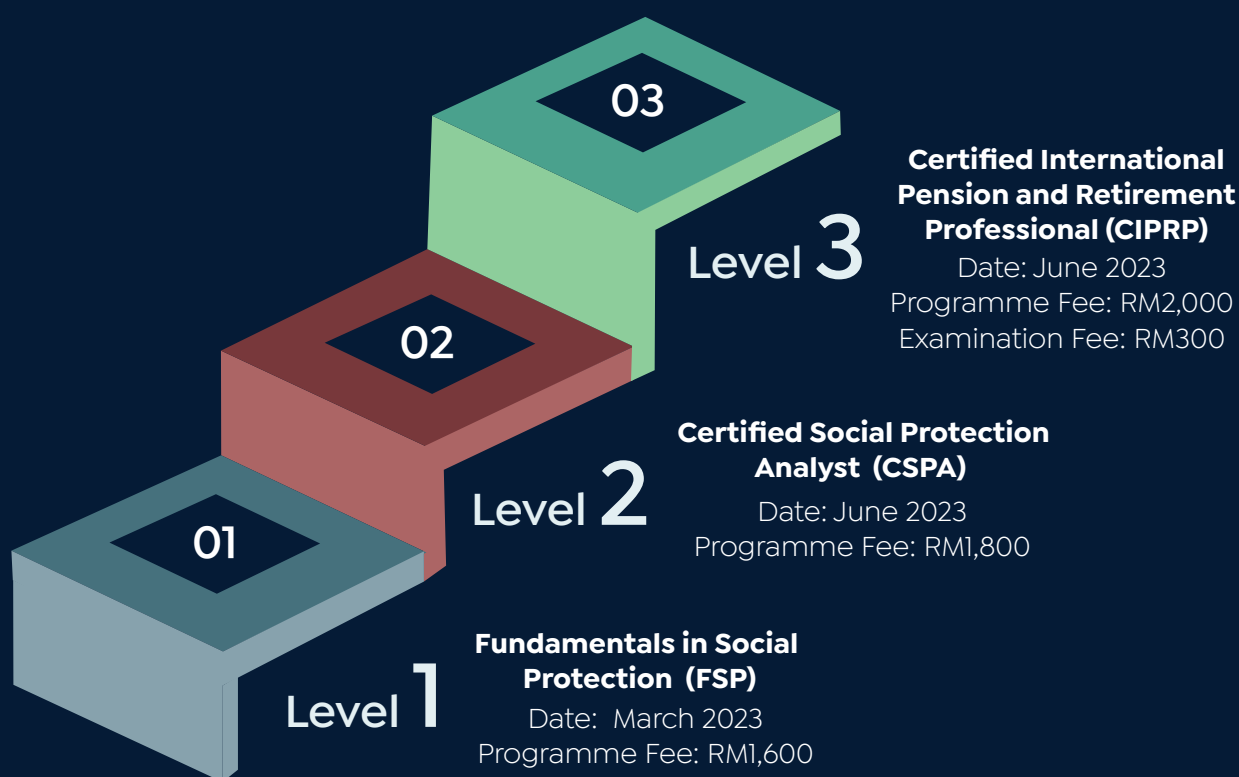 03
Certified International
Pension and Retirement
Professional (CIPRP)
Level 3
Date: June 2023
Programme Fee: RM2,000
Examination Fee: RM300
02
Certified Social Protection
Analyst (CSPA)
Level 2
Date: June 2023
Programme Fee: RM1,800
01
Fundamentals in Social
Protection (FSP)
Level 1
Date: March 2023
Programme Fee: RM1,600